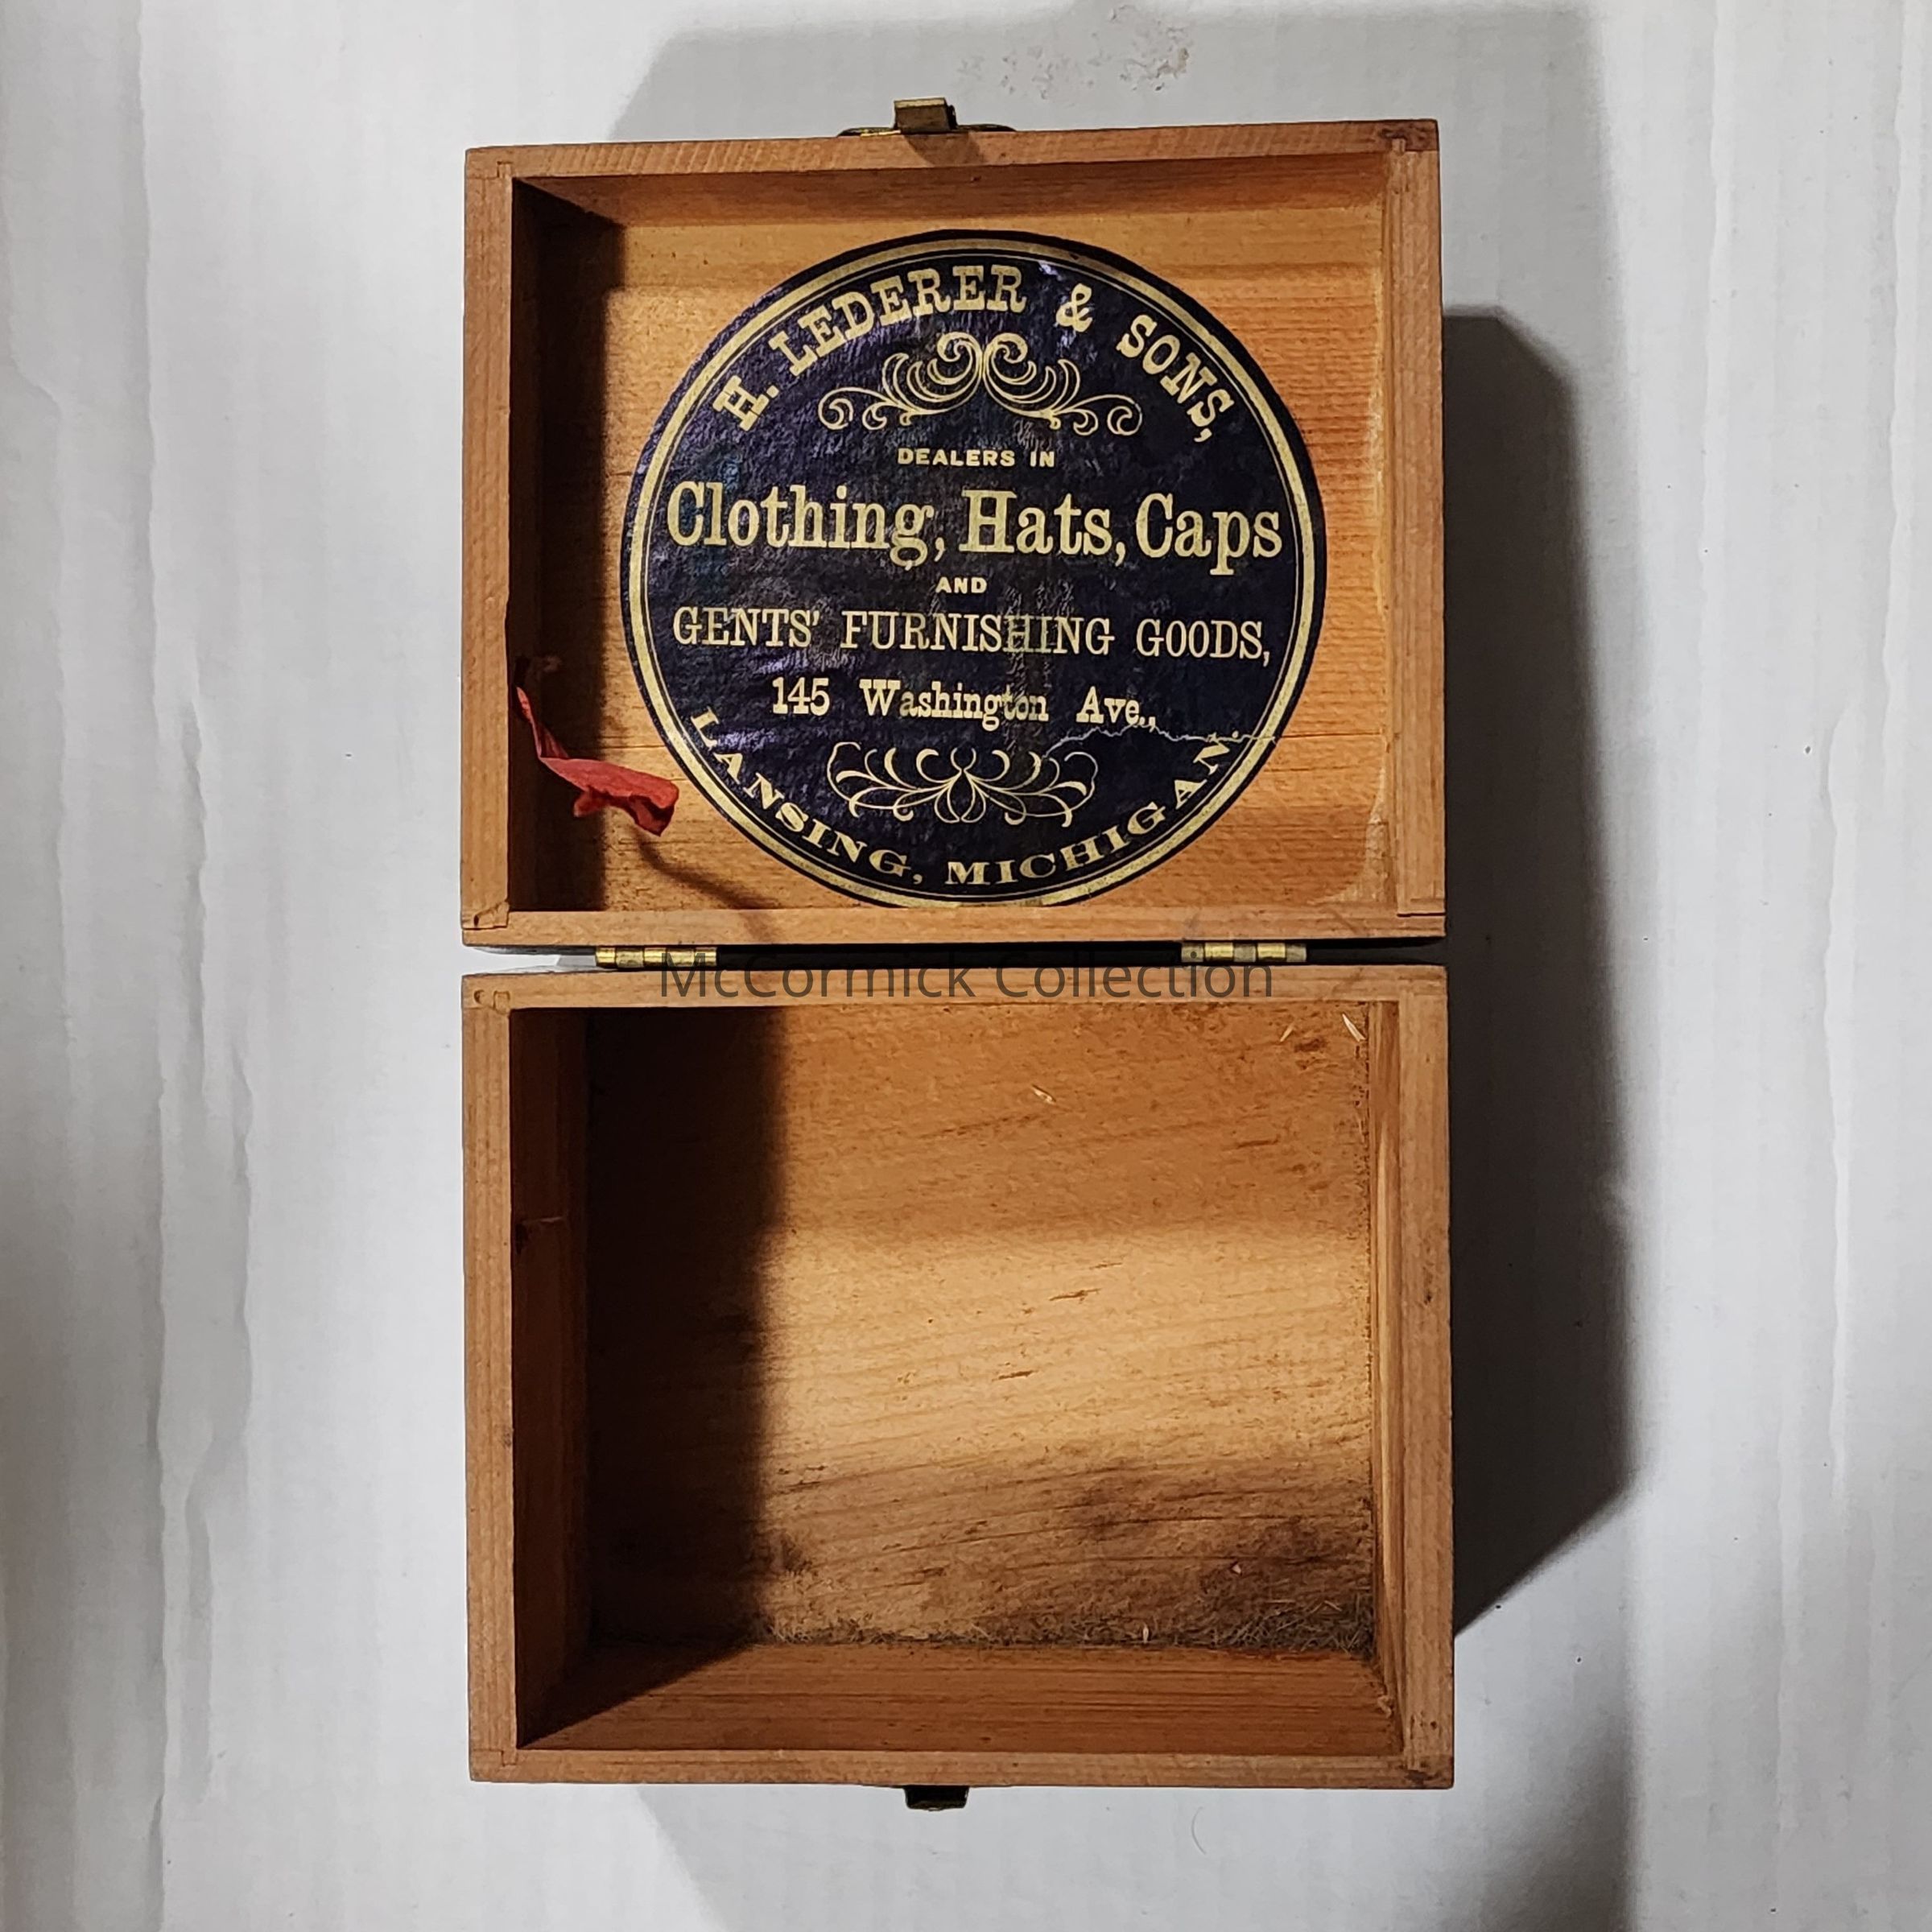 H. LEDERER & SONS,
DEALERS IN
Clothing, Hats, Caps
AND
GENTS' FURNISHING GOODS,
145 Washington Ave.,
LANSING, MICHIGAN.
McCormick Collection